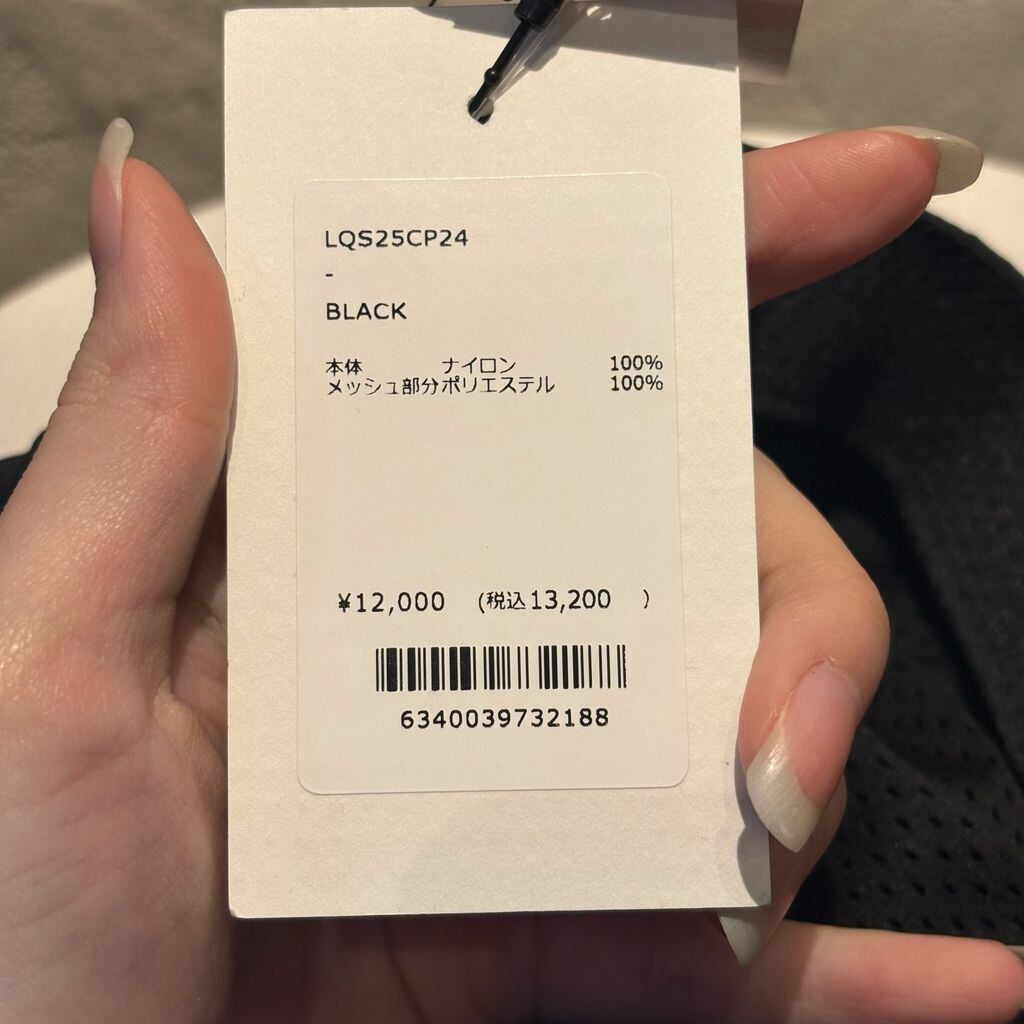 LQS25CP24
-
BLACK
本体 ナイロン 100%
メッシュ部分ポリエステル 100%
¥12,000 (税込13,200 )
6340039732188